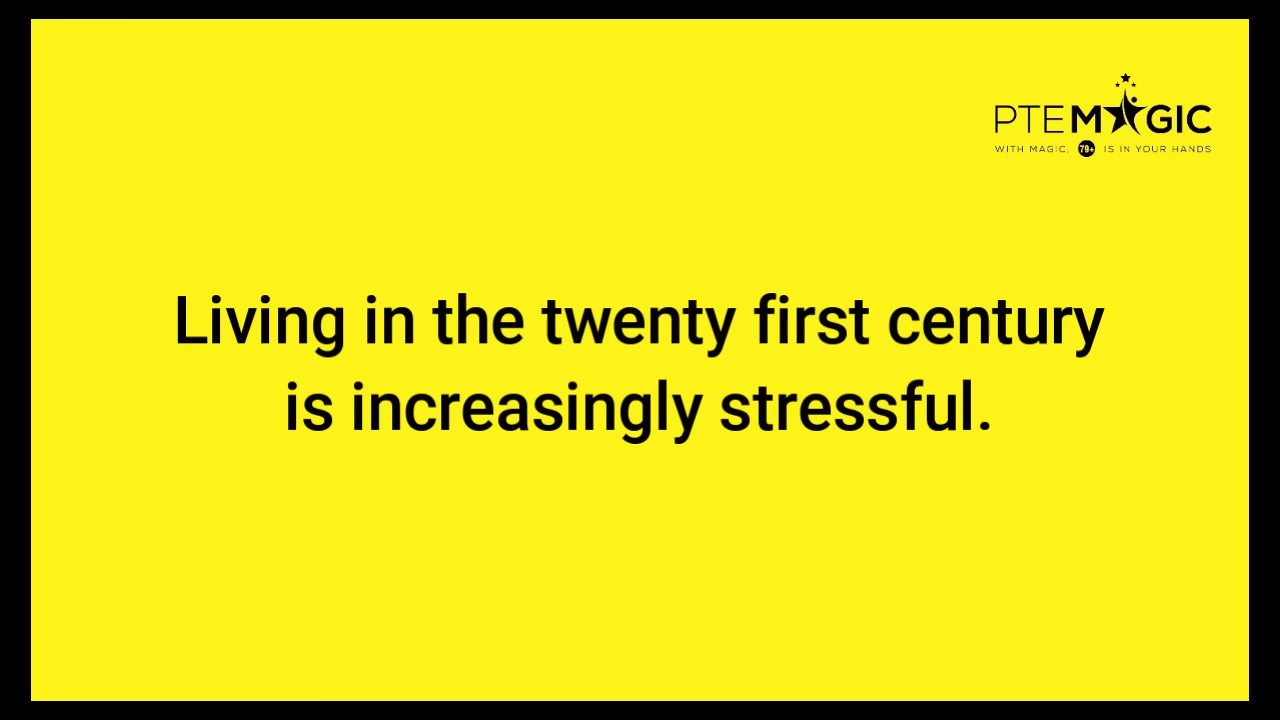 PTEMAGIC
WITH MAGIC, 79+ IS IN YOUR HANDS
Living in the twenty first century
is increasingly stressful.